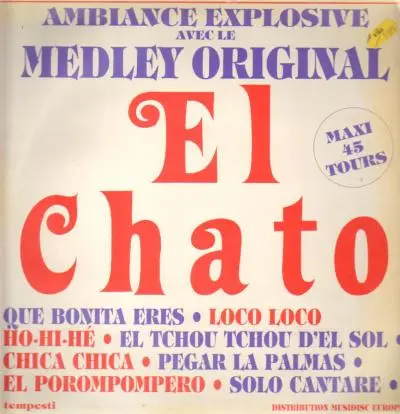 AMBIANCE EXPLOSIVE
AVEC LE
MEDLEY ORIGINAL
El
Chato
MAXI
45
TOURS
QUE BONITA ERES • LOCO LOCO
HO-HI-HÉ • EL TCHOU TCHOU D'EL SOL •
CHICA CHICA • PEGAR LA PALMAS •
EL POROMPOMPERO • SOLO CANTARE •
tempesti
DISTRIBUTION MUSIDISC EUROP